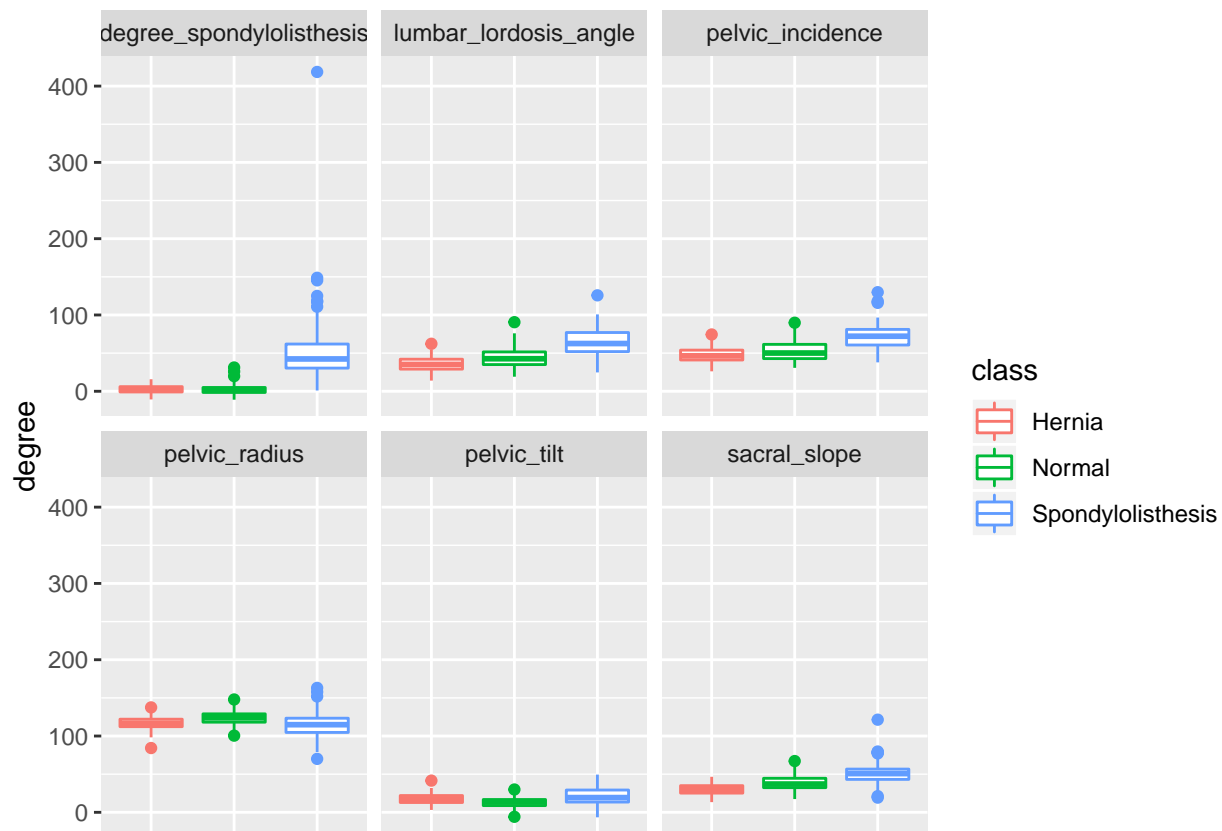 degree_spondylolisthesis lumbar_lordosis_angle pelvic_incidence
400
300
200
100
0
pelvic_radius pelvic_tilt sacral_slope
400
300
200
100
0
degree
class
Hernia
Normal
Spondylolisthesis